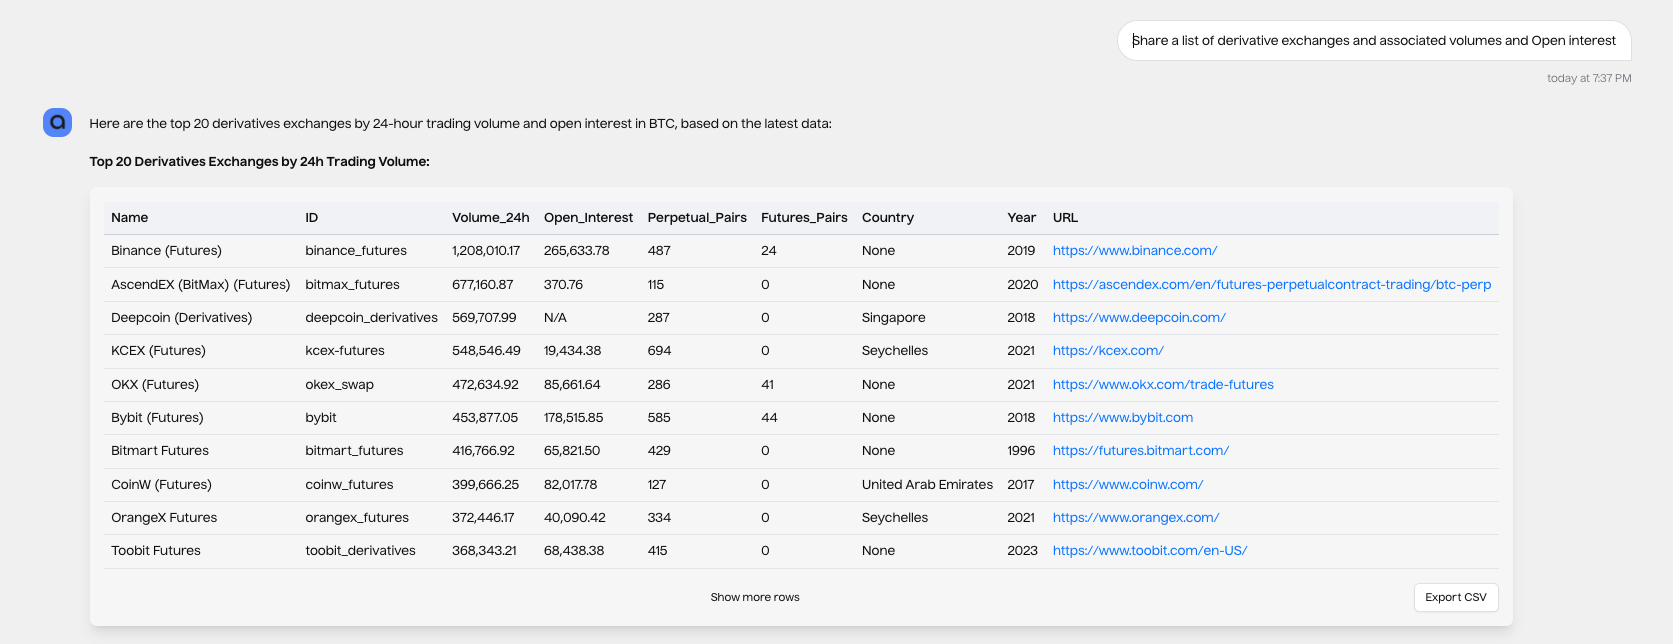 Share a list of derivative exchanges and associated volumes and Open interest
today at 7:37 PM
Here are the top 20 derivatives exchanges by 24-hour trading volume and open interest in BTC, based on the latest data:
Top 20 Derivatives Exchanges by 24h Trading Volume:
Name ID Volume_24h Open_Interest Perpetual_Pairs Futures_Pairs Country Year URL
Binance (Futures) binance_futures 1,208,010.17 265,633.78 487 24 None 2019 https://www.binance.com/
AscendEX (BitMax) (Futures) bitmax_futures 677,160.87 370.76 115 0 None 2020 https://ascendex.com/en/futures-perpetualcontract-trading/btc-perp
Deepcoin (Derivatives) deepcoin_derivatives 569,707.99 N/A 287 0 Singapore 2018 https://www.deepcoin.com/
KCEX (Futures) kcex-futures 548,546.49 19,434.38 694 0 Seychelles 2021 https://kcex.com/
OKX (Futures) okex_swap 472,634.92 85,661.64 286 41 None 2021 https://www.okx.com/trade-futures
Bybit (Futures) bybit 453,877.05 178,515.85 585 44 None 2018 https://www.bybit.com
Bitmart Futures bitmart_futures 416,766.92 65,821.50 429 0 None 1996 https://futures.bitmart.com/
CoinW (Futures) coinw_futures 399,666.25 82,017.78 127 0 United Arab Emirates 2017 https://www.coinw.com/
OrangeX Futures orangex_futures 372,446.17 40,090.42 334 0 Seychelles 2021 https://www.orangex.com/
Toobit Futures toobit_derivatives 368,343.21 68,438.38 415 0 None 2023 https://www.toobit.com/en-US/
Show more rows Export CSV